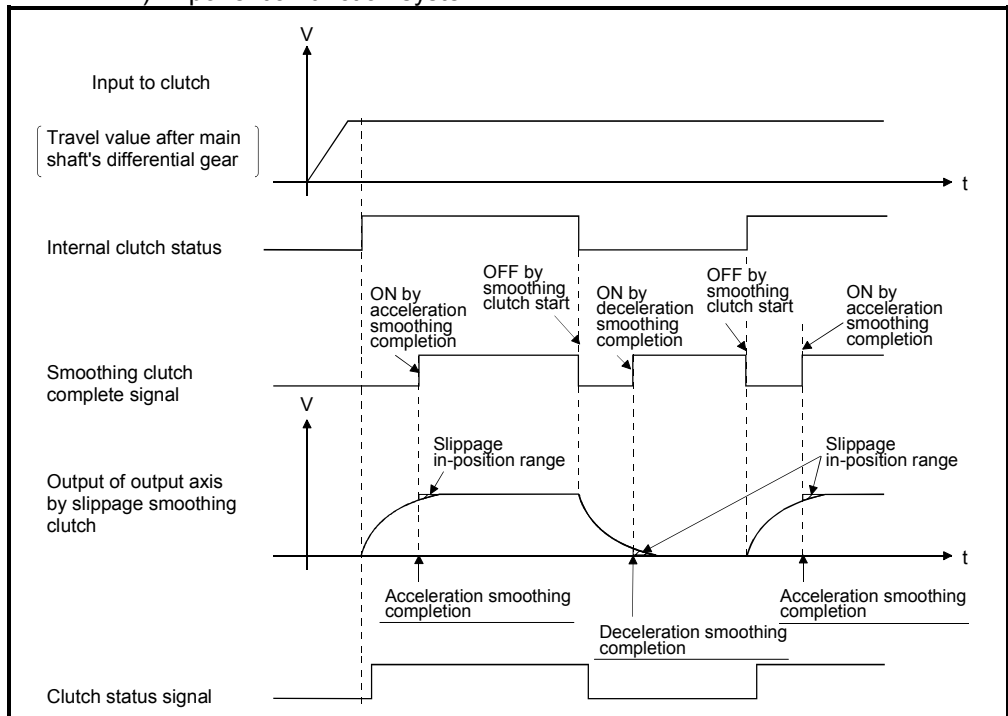 V
Input to clutch
Travel value after main
shaft's differential gear
t
Internal clutch status
ON by
acceleration
smoothing
completion
OFF by
smoothing
clutch start
ON by
deceleration
smoothing
completion
OFF by
smoothing
clutch start
ON by
acceleration
smoothing
completion
Smoothing clutch
complete signal
V
Slippage
in-position range
Slippage
in-position range
Output of output axis
by slippage smoothing
clutch
t
Acceleration smoothing
completion
Deceleration smoothing
completion
Acceleration smoothing
completion
Clutch status signal